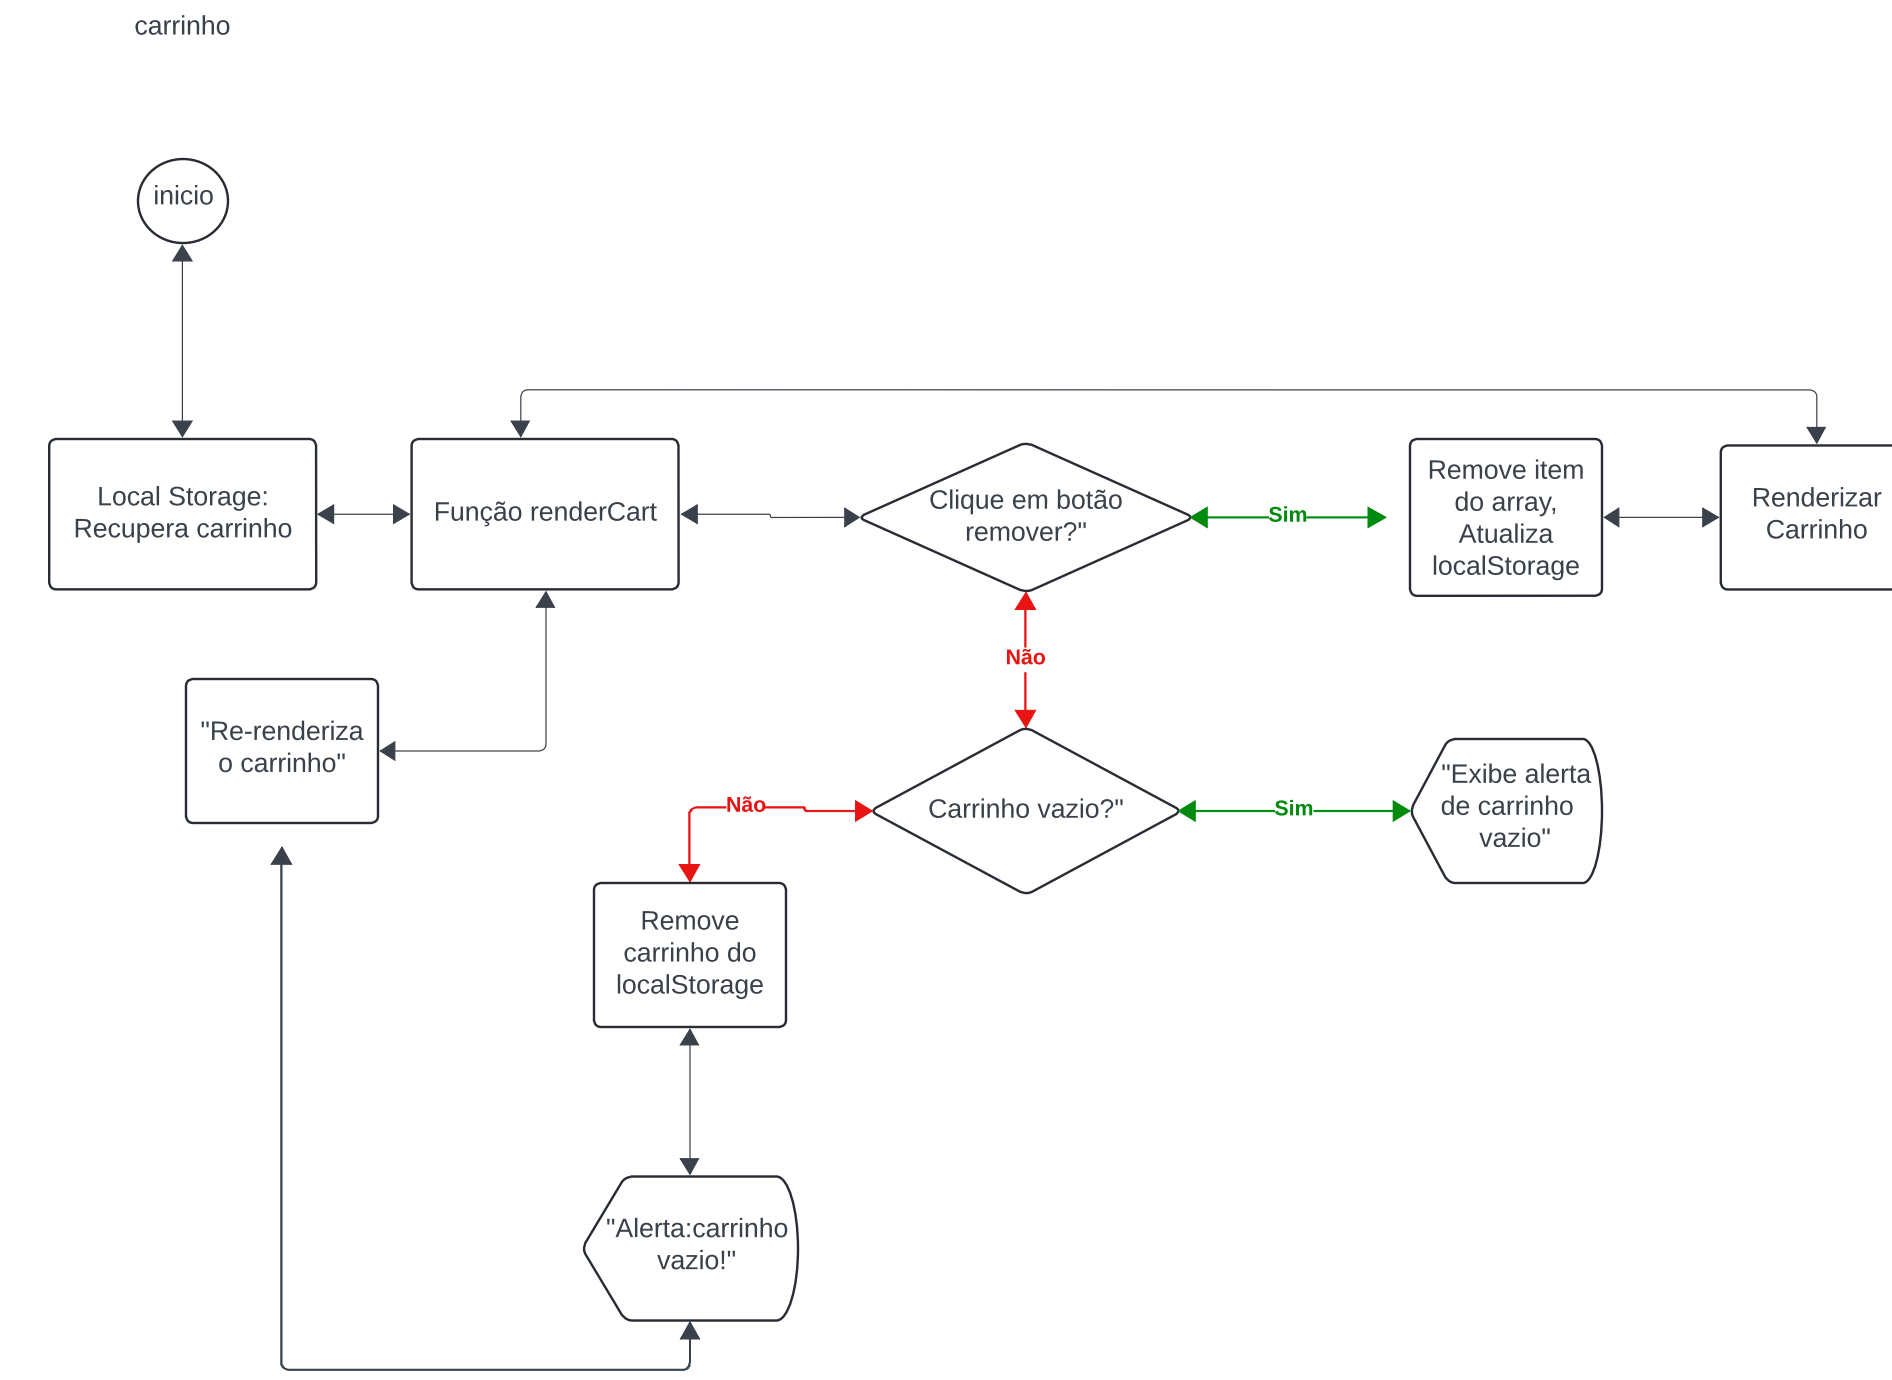 carrinho
inicio
Local Storage:
Recupera carrinho
Função renderCart
Clique em botão
remover?"
Sim
Remove item
do array,
Atualiza
localStorage
Renderizar
Carrinho
Não
"Re-renderiza
o carrinho"
Não
Carrinho vazio?"
Sim
"Exibe alerta
de carrinho
vazio"
Remove
carrinho do
localStorage
"Alerta:carrinho
vazio!"